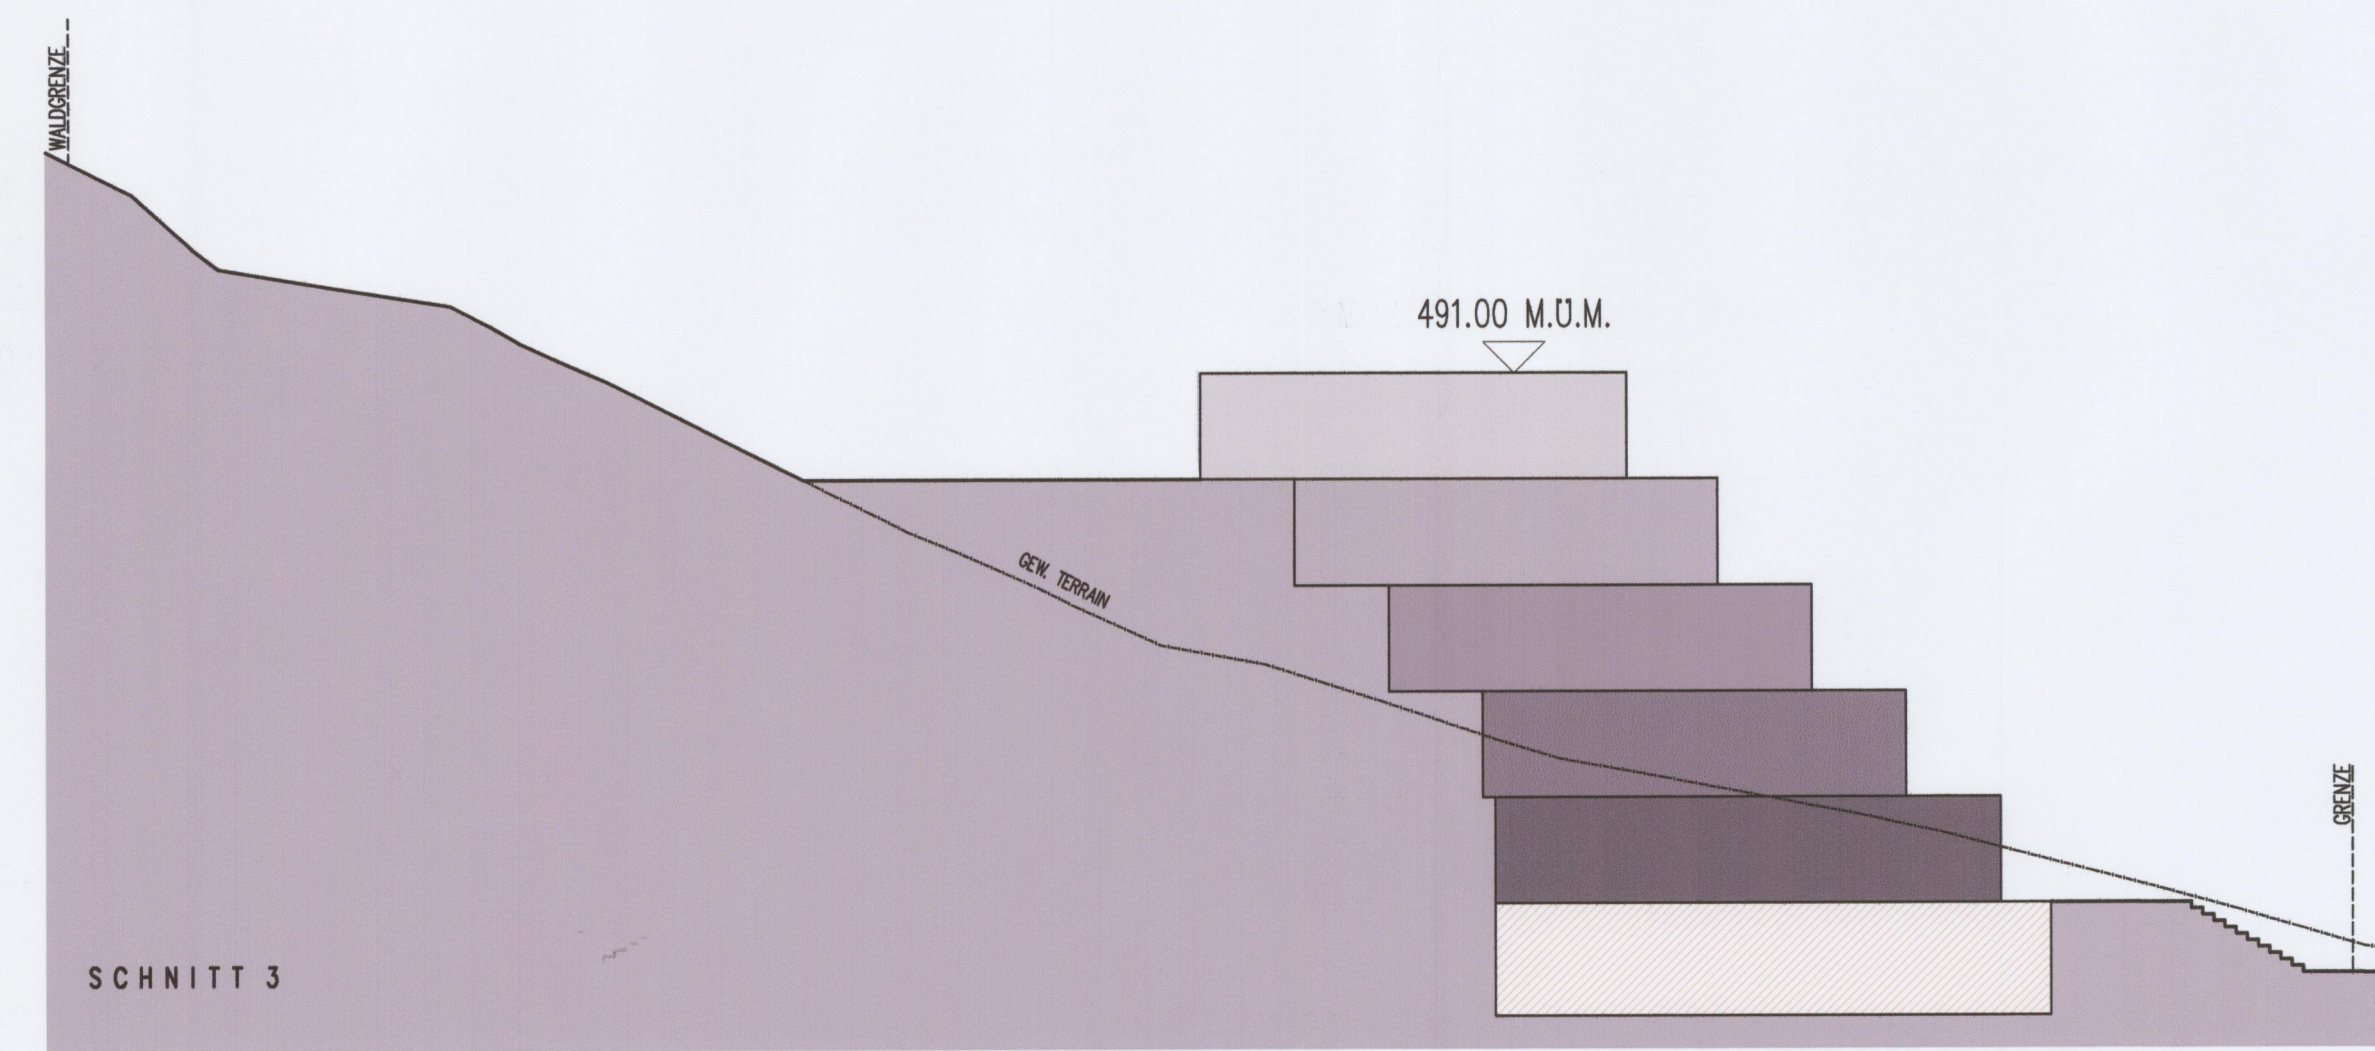 WALDGRENZE
491.00 M.Ü.M.
GEW. TERRAIN
GRENZE
SCHNITT 3